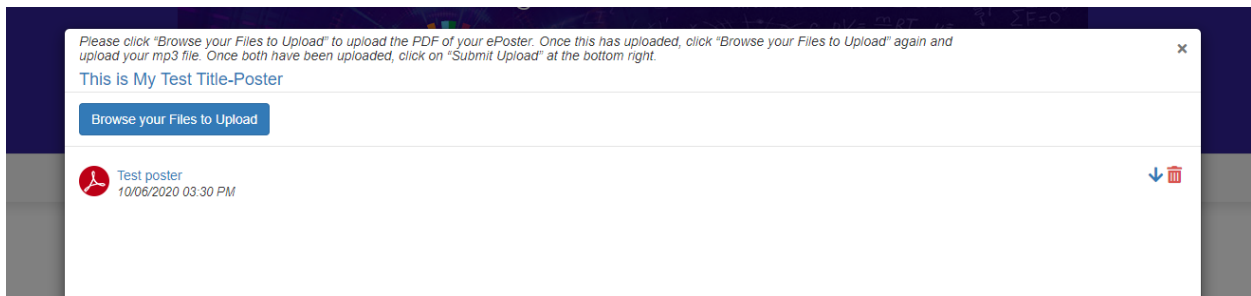 ΣF=0
Please click "Browse your Files to Upload" to upload the PDF of your ePoster. Once this has uploaded, click "Browse your Files to Upload" again and
upload your mp3 file. Once both have been uploaded, click on "Submit Upload" at the bottom right.
×
This is My Test Title-Poster
Browse your Files to Upload
Test poster
10/06/2020 03:30 PM